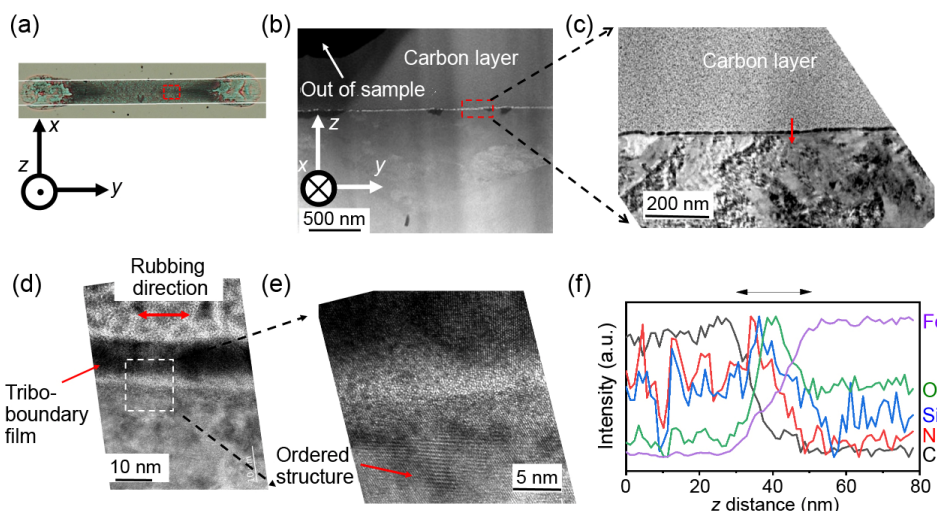 (a)
x
z
y
(b)
Carbon layer
Out of sample
z
x
y
500 nm
(c)
Carbon layer
200 nm
(d)
Rubbing
direction
Tribo-
boundary
film
10 nm
(e)
Ordered
structure
5 nm
(f)
Intensity (a.u.)
Fe
O
Si
N
C
0 20 40 60 80
z distance (nm)